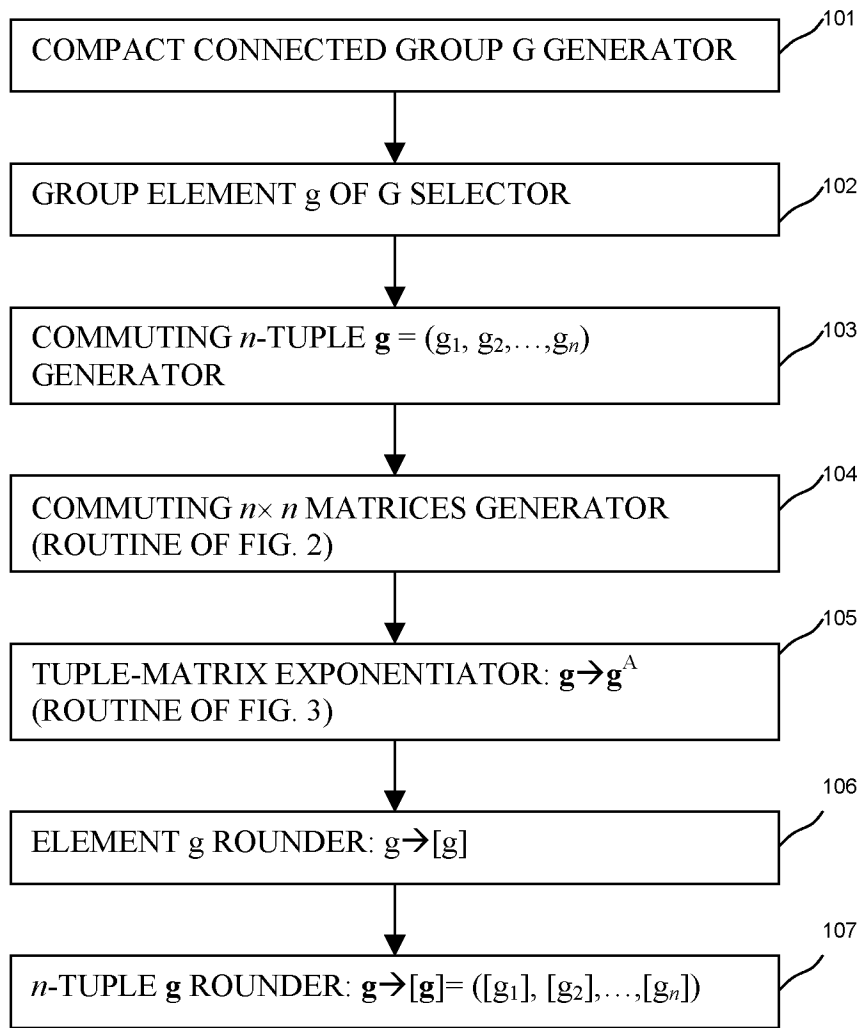 101
COMPACT CONNECTED GROUP G GENERATOR
102
GROUP ELEMENT g OF G SELECTOR
103
COMMUTING n-TUPLE g = (g₁, g₂,…,gₙ)
GENERATOR
104
COMMUTING n× n MATRICES GENERATOR
(ROUTINE OF FIG. 2)
105
TUPLE-MATRIX EXPONENTIATOR: g→gᴬ
(ROUTINE OF FIG. 3)
106
ELEMENT g ROUNDER: g→[g]
107
n-TUPLE g ROUNDER: g→[g]= ([g₁], [g₂],…,[gₙ])